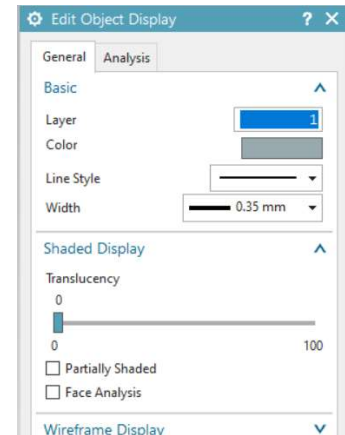 Edit Object Display ? ×
General Analysis
Basic
Layer 1
Color
Line Style
Width 0.35 mm
Shaded Display
Translucency
0
0 100
Partially Shaded
Face Analysis
Wireframe Display